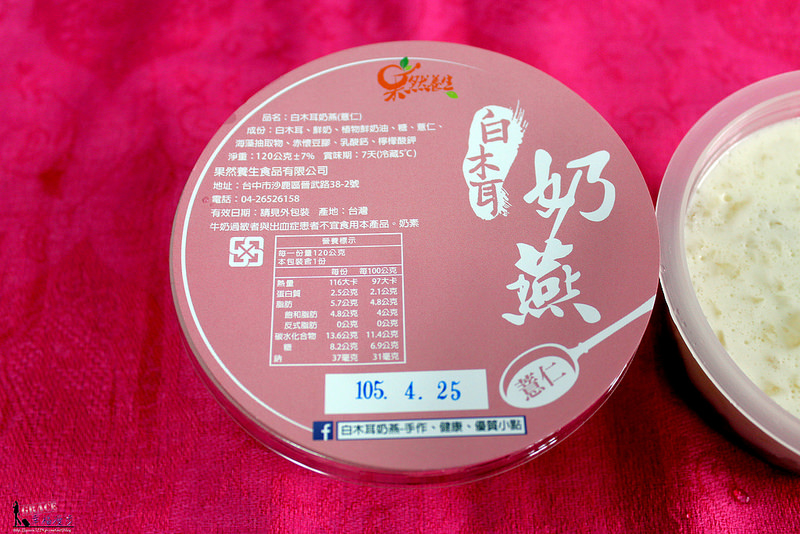 果然養生
品名：白木耳奶燕(薏仁)
成份：白木耳、鮮奶、植物鮮奶油、糖、薏仁、
海藻抽取物、赤懷豆膠、乳酸鈣、檸檬酸鉀
淨重：120公克±7% 賞味期：7天(冷藏5℃)
果然養生食品有限公司
地址：台中市沙鹿區晉武路38-2號
電話：04-26526158
有效日期：請見外包裝 產地：台灣
牛奶過敏者與出血症患者不宜食用本產品。奶素
營養標示
每一份量120公克
本包裝含1份
每份 每100公克
熱量 116大卡 97大卡
蛋白質 2.5公克 2.1公克
脂肪 5.7公克 4.8公克
飽和脂肪 4.8公克 4公克
反式脂肪 0公克 0公克
碳水化合物 13.6公克 11.4公克
糖 8.2公克 6.9公克
鈉 37毫克 31毫克
白木耳
奶燕
薏仁
105. 4. 25
f 白木耳奶燕-手作、健康、優質小點
GRACE